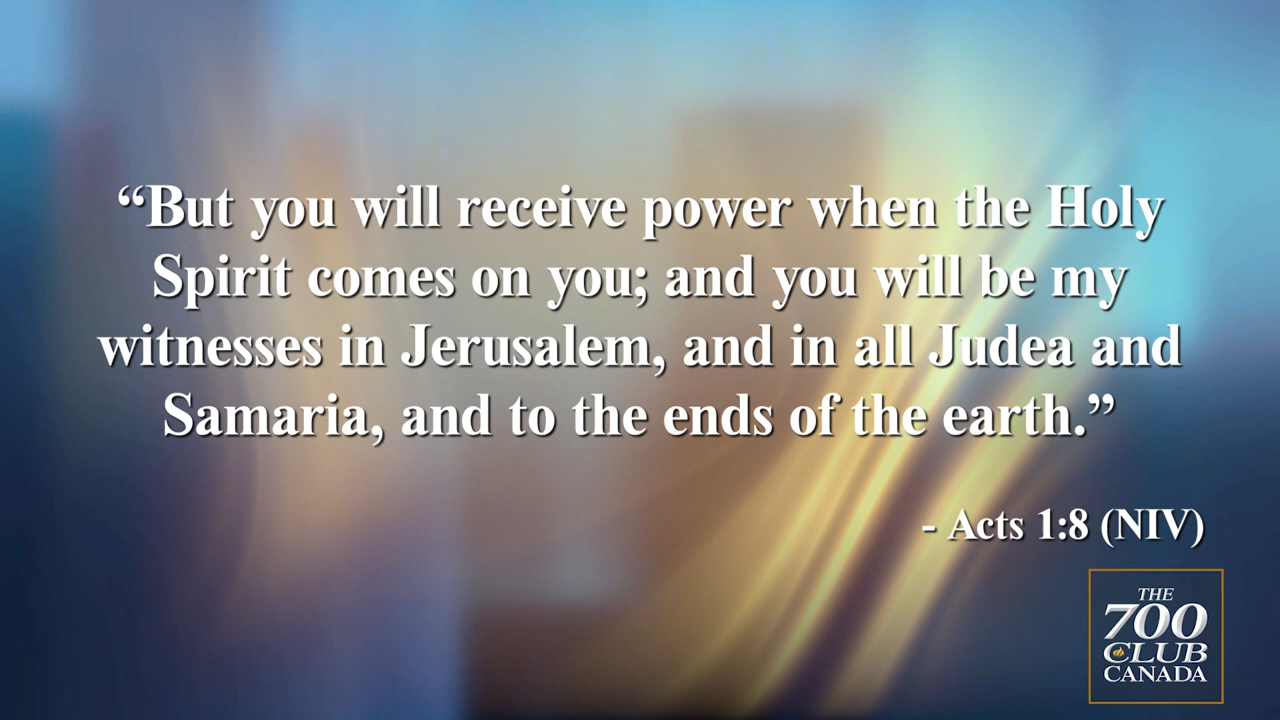 “But you will receive power when the Holy
Spirit comes on you; and you will be my
witnesses in Jerusalem, and in all Judea and
Samaria, and to the ends of the earth.”
- Acts 1:8 (NIV)
THE
700
CLUB
CANADA